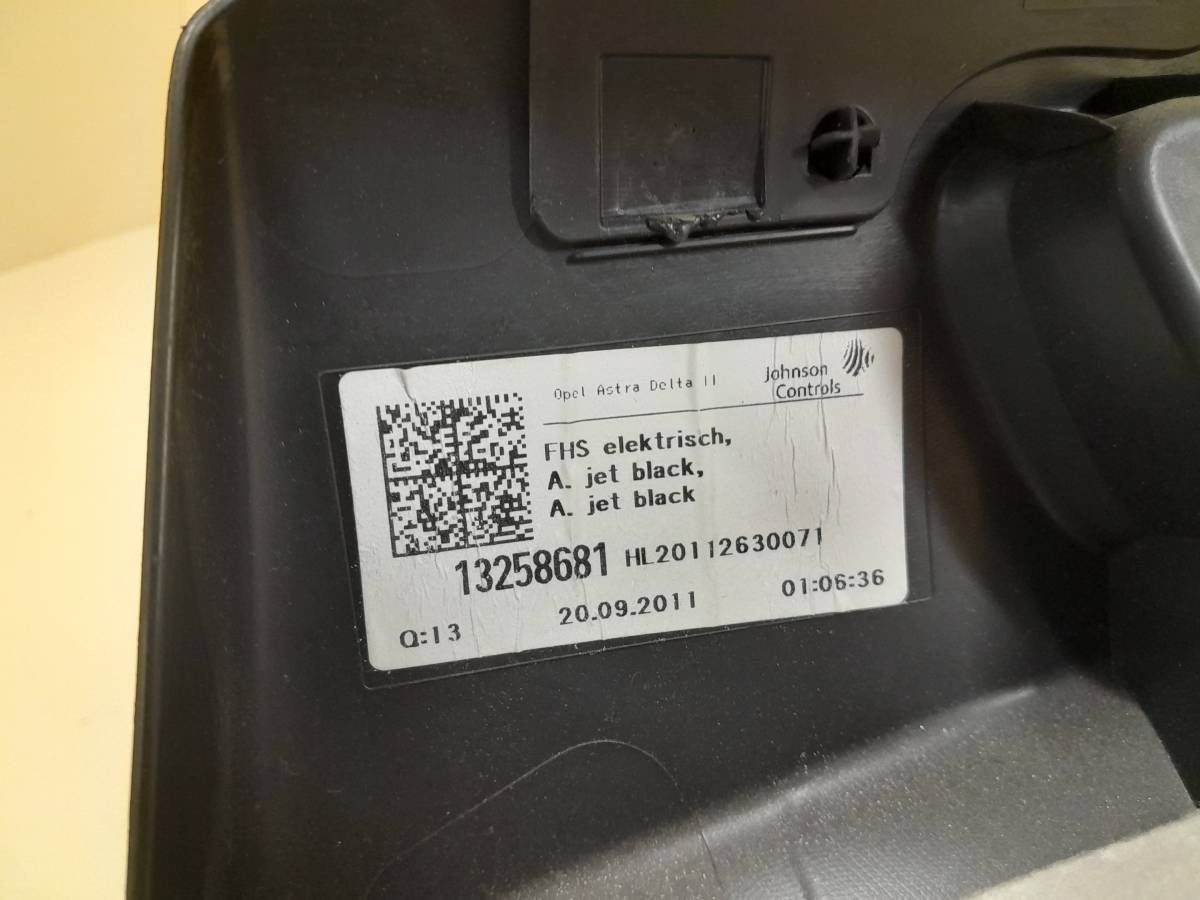 Opel Astra Delta II
Johnson
Controls
FHS elektrisch,
A. jet black,
A. jet black
13258681 HL20112630071
Q:13 20.09.2011 01:06:36